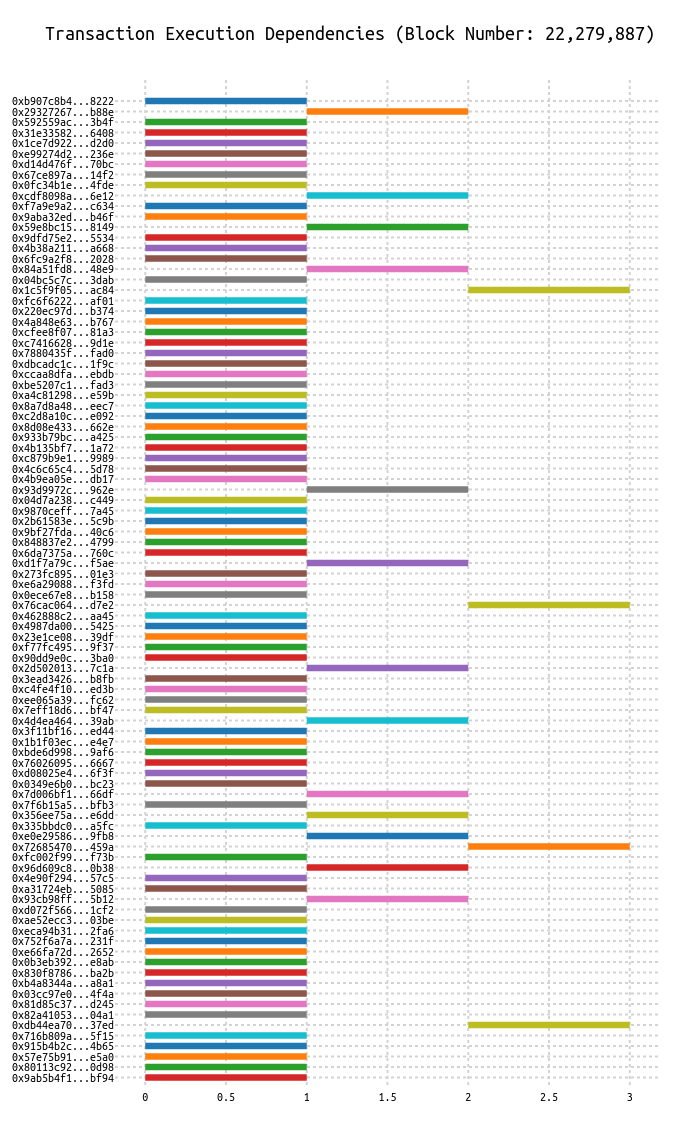 Transaction Execution Dependencies (Block Number: 22,279,887)
0xb907c8b4...8222
0x29327267...b88e
0x592559ac...3b4f
0x31e33582...6408
0x1ce7d922...d2d0
0xe99274d2...236e
0xd14d476f...70bc
0x67ce897a...14f2
0x0fc34b1e...4fde
0xcdf8098a...6e12
0xf7a9e9a2...c634
0x9aba32ed...b46f
0x59e8bc15...8149
0x9dfd75e2...5534
0x4b38a211...a668
0x6fc9a2f8...2028
0x84a51fd8...48e9
0x04bc5c7c...3dab
0x1c5f9f05...ac84
0xfc6f6222...af01
0x220ec97d...b374
0x4a848e63...b767
0xcfee8f07...81a3
0xc7416628...9d1e
0x7880435f...fad0
0xdbcadc1c...1f9c
0xccaa8dfa...ebdb
0xbe5207c1...fad3
0xa4c81298...e59b
0x8a7d8a48...eec7
0xc2d8a10c...e092
0x8d08e433...662e
0x933b79bc...a425
0x4b135bf7...1a72
0xc879b9e1...9989
0x4c6c65c4...5d78
0x4b9ea05e...db17
0x93d9972c...962e
0x04d7a238...c449
0x9870ceff...7a45
0x2b61583e...5c9b
0x9bf27fda...40c6
0x848837e2...4799
0x6da7375a...760c
0xd1f7a79c...f5ae
0x273fc895...01e3
0xe6a29088...f3fd
0x0ece67e8...b158
0x76cac064...d7e2
0x462888c2...aa45
0x4987da00...5425
0x23e1ce08...39df
0xf77fc495...9f37
0x90dd9e0c...3ba0
0x2d502013...7c1a
0x3ead3426...b8fb
0xc4fe4f10...ed3b
0xee065a39...fc62
0x7eff18d6...bf47
0x4d4ea464...39ab
0x3f11bf16...ed44
0x1b1f03ec...e4e7
0xbde6d998...9af6
0x76026095...6667
0xd08025e4...6f3f
0x0349e6b0...bc23
0x7d006bf1...66df
0x7f6b15a5...bfb3
0x356ee75a...e6dd
0x335bbdc0...a5fc
0xe0e29586...9fb8
0x72685470...459a
0xfc002f99...f73b
0x96d609c8...0b38
0x4e90f294...57c5
0xa31724eb...5085
0x93cb98ff...5b12
0xd072f566...1cf2
0xae52ecc3...03be
0xeca94b31...2fa6
0x752f6a7a...231f
0xe66fa72d...2652
0x0b3eb392...e8ab
0x830f8786...ba2b
0xb4a8344a...a8a1
0x03cc97e0...4f4a
0x81d85c37...d245
0x82a41053...04a1
0xdb44ea70...37ed
0x716b809a...5f15
0x915b4b2c...4b65
0x57e75b91...e5a0
0x80113c92...0d98
0x9ab5b4f1...bf94
0 0.5 1 1.5 2 2.5 3